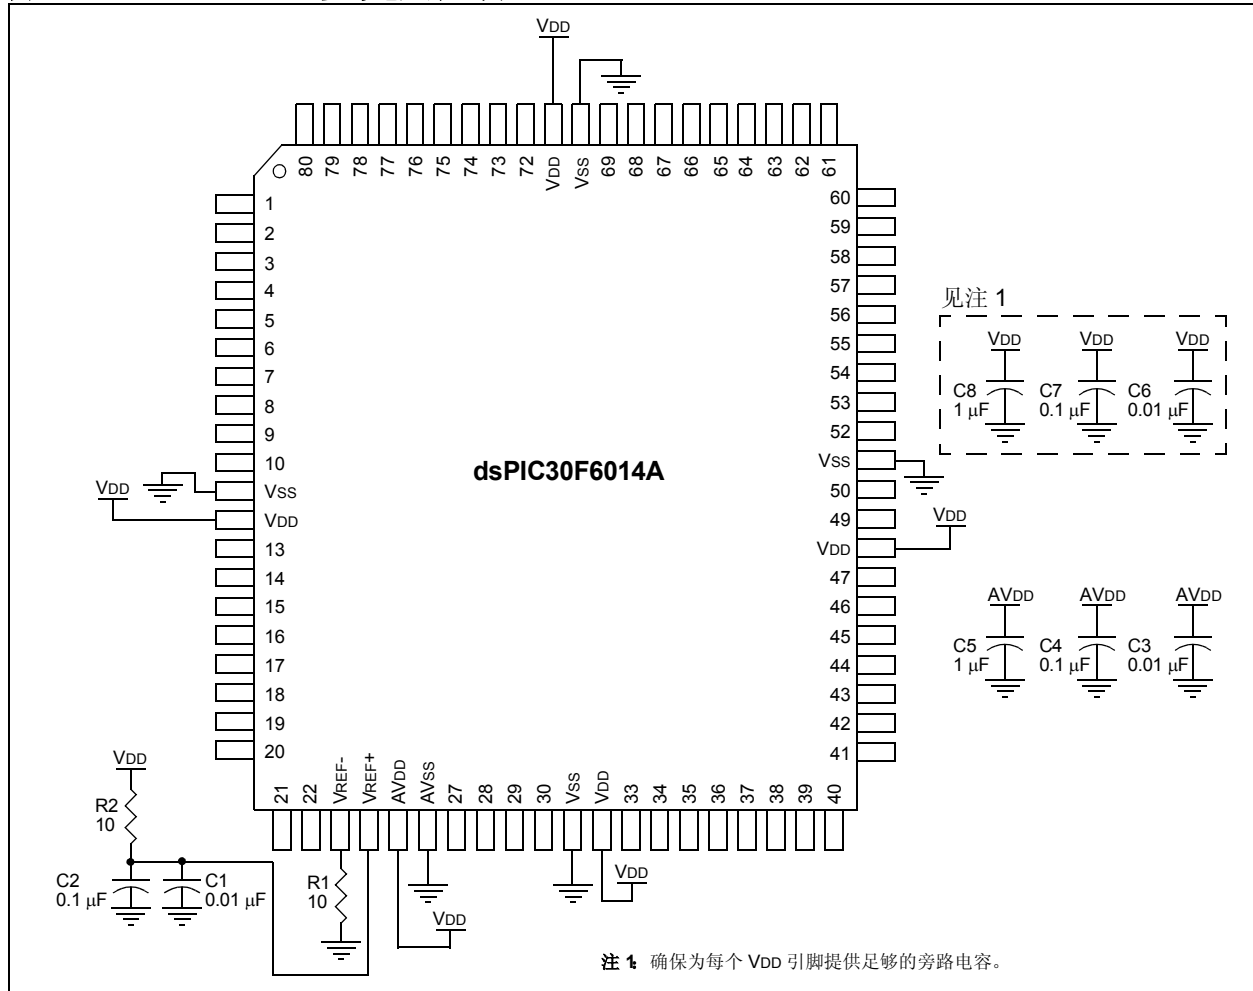 VDD
80
79
78
77
76
75
74
73
72
VDD
VSS
69
68
67
66
65
64
63
62
61
1
2
3
4
5
6
7
8
9
10
VSS
VDD
13
14
15
16
17
18
19
20
VDD
dsPIC30F6014A
60
59
58
57
56
55
54
53
52
VSS
50
49
VDD
47
46
45
44
43
42
41
VDD
见注 1
VDD
VDD
VDD
C8
1 µF
C7
0.1 µF
C6
0.01 µF
AVDD
AVDD
AVDD
C5
1 µF
C4
0.1 µF
C3
0.01 µF
21
22
VREF-
VREF+
AVDD
AVSS
27
28
29
30
VSS
VDD
33
34
35
36
37
38
39
40
VDD
R2
10
C2
0.1 µF
C1
0.01 µF
R1
10
VDD
VDD
注 1: 确保为每个 VDD 引脚提供足够的旁路电容。